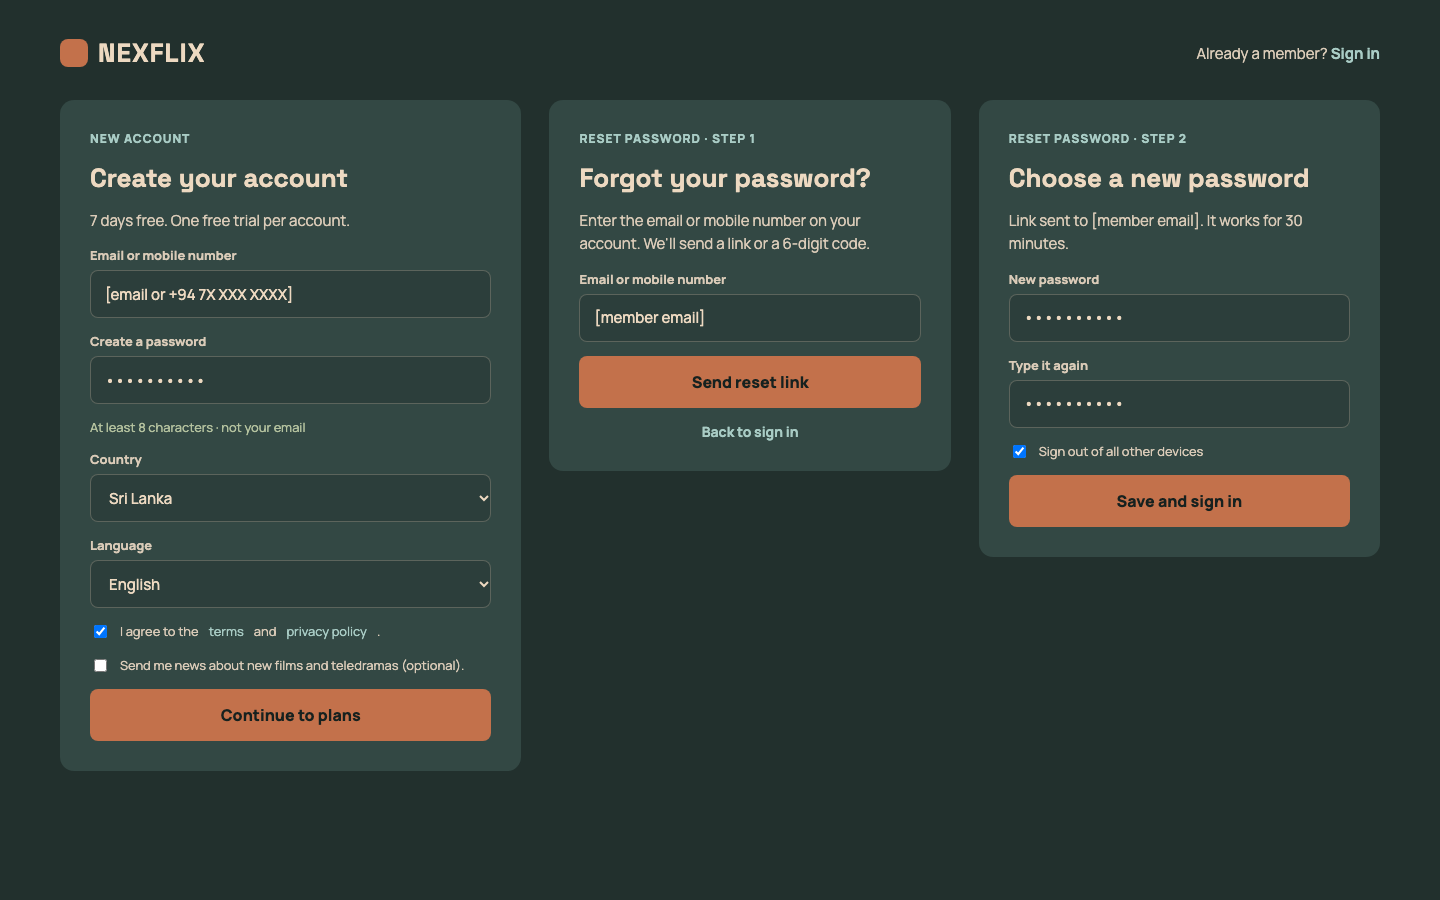 NEXFLIX
Already a member? Sign in
NEW ACCOUNT
Create your account
7 days free. One free trial per account.
Email or mobile number
[email or +94 7X XXX XXXX]
Create a password
••••••••••
At least 8 characters · not your email
Country
Sri Lanka
Language
English
I agree to the terms and privacy policy .
Send me news about new films and teledramas (optional).
Continue to plans
RESET PASSWORD · STEP 1
Forgot your password?
Enter the email or mobile number on your
account. We'll send a link or a 6-digit code.
Email or mobile number
[member email]
Send reset link
Back to sign in
RESET PASSWORD · STEP 2
Choose a new password
Link sent to [member email]. It works for 30
minutes.
New password
••••••••••
Type it again
••••••••••
Sign out of all other devices
Save and sign in